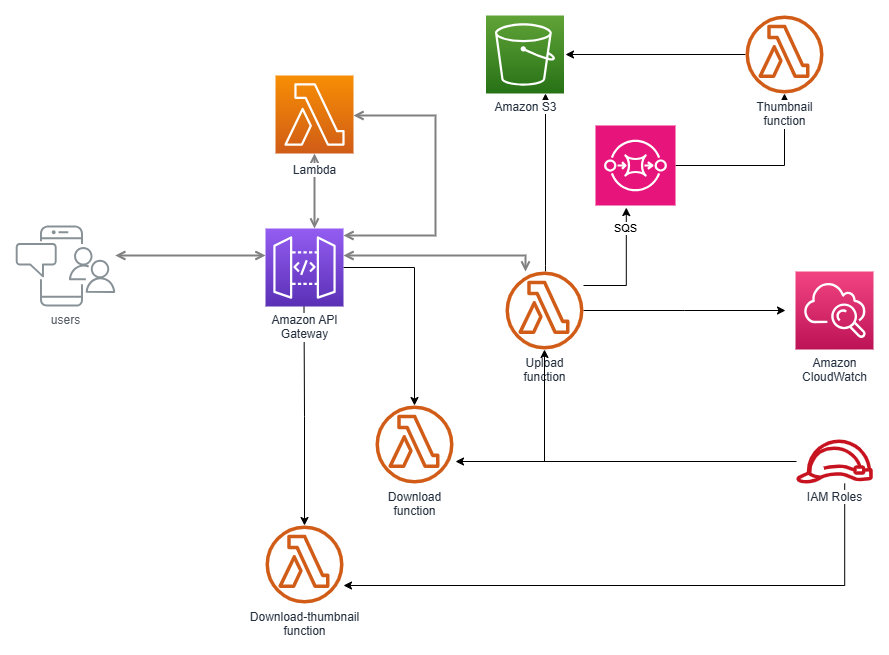 Amazon S3
Thumbnail
function
Lambda
SQS
users
Amazon API
Gateway
Upload
function
Amazon
CloudWatch
Download
function
IAM Roles
Download-thumbnail
function